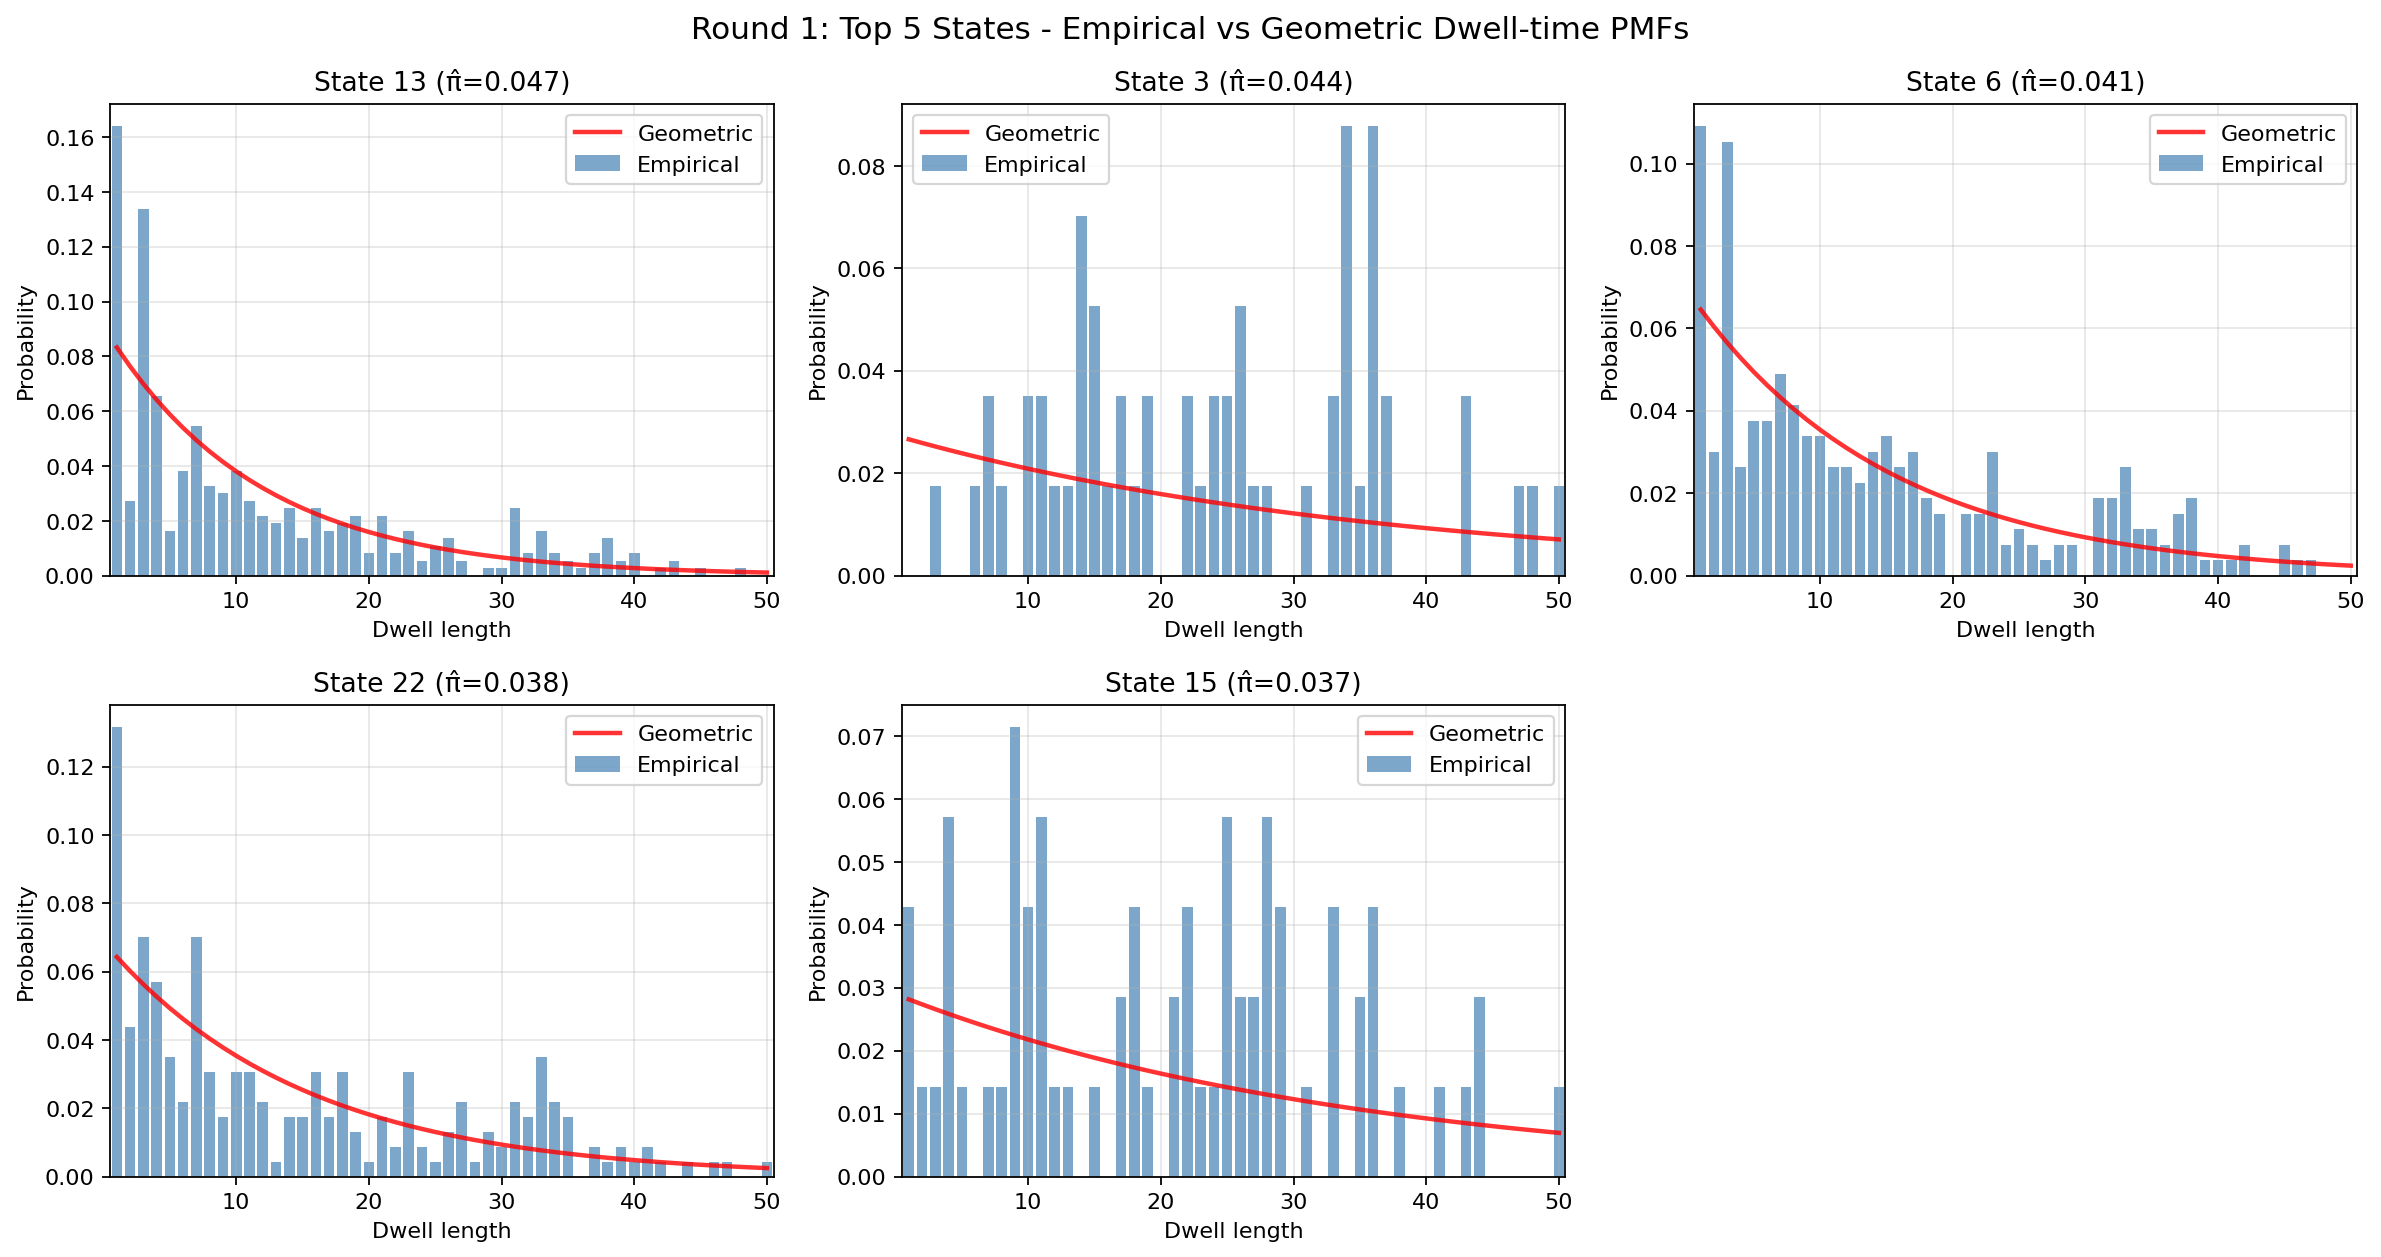 Round 1: Top 5 States - Empirical vs Geometric Dwell-time PMFs
State 13 (π̂=0.047)
Geometric
Empirical
Probability
0.16
0.14
0.12
0.10
0.08
0.06
0.04
0.02
0.00
10 20 30 40 50
Dwell length
State 3 (π̂=0.044)
Geometric
Empirical
Probability
0.08
0.06
0.04
0.02
0.00
10 20 30 40 50
Dwell length
State 6 (π̂=0.041)
Geometric
Empirical
Probability
0.10
0.08
0.06
0.04
0.02
0.00
10 20 30 40 50
Dwell length
State 22 (π̂=0.038)
Geometric
Empirical
Probability
0.12
0.10
0.08
0.06
0.04
0.02
0.00
10 20 30 40 50
Dwell length
State 15 (π̂=0.037)
Geometric
Empirical
Probability
0.07
0.06
0.05
0.04
0.03
0.02
0.01
0.00
10 20 30 40 50
Dwell length